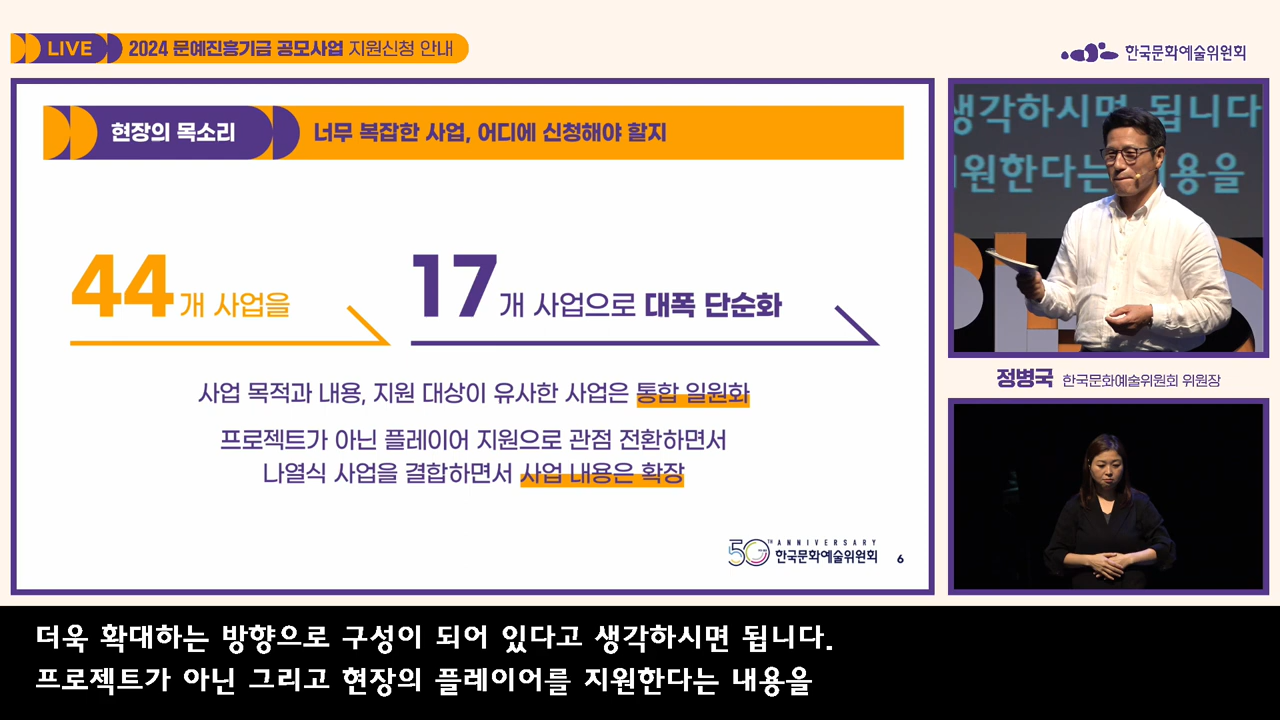 LIVE 2024 문예진흥기금 공모사업 지원신청 안내
한국문화예술위원회
현장의 목소리 너무 복잡한 사업, 어디에 신청해야 할지
44개 사업을
17개 사업으로 대폭 단순화
사업 목적과 내용, 지원 대상이 유사한 사업은 통합 일원화
프로젝트가 아닌 플레이어 지원으로 관점 전환하면서
나열식 사업을 결합하면서 사업 내용은 확장
50TH ANNIVERSARY
한국문화예술위원회
6
생각하시면 됩니다
지원한다는 내용을
정병국 한국문화예술위원회 위원장
더욱 확대하는 방향으로 구성이 되어 있다고 생각하시면 됩니다.
프로젝트가 아닌 그리고 현장의 플레이어를 지원한다는 내용을